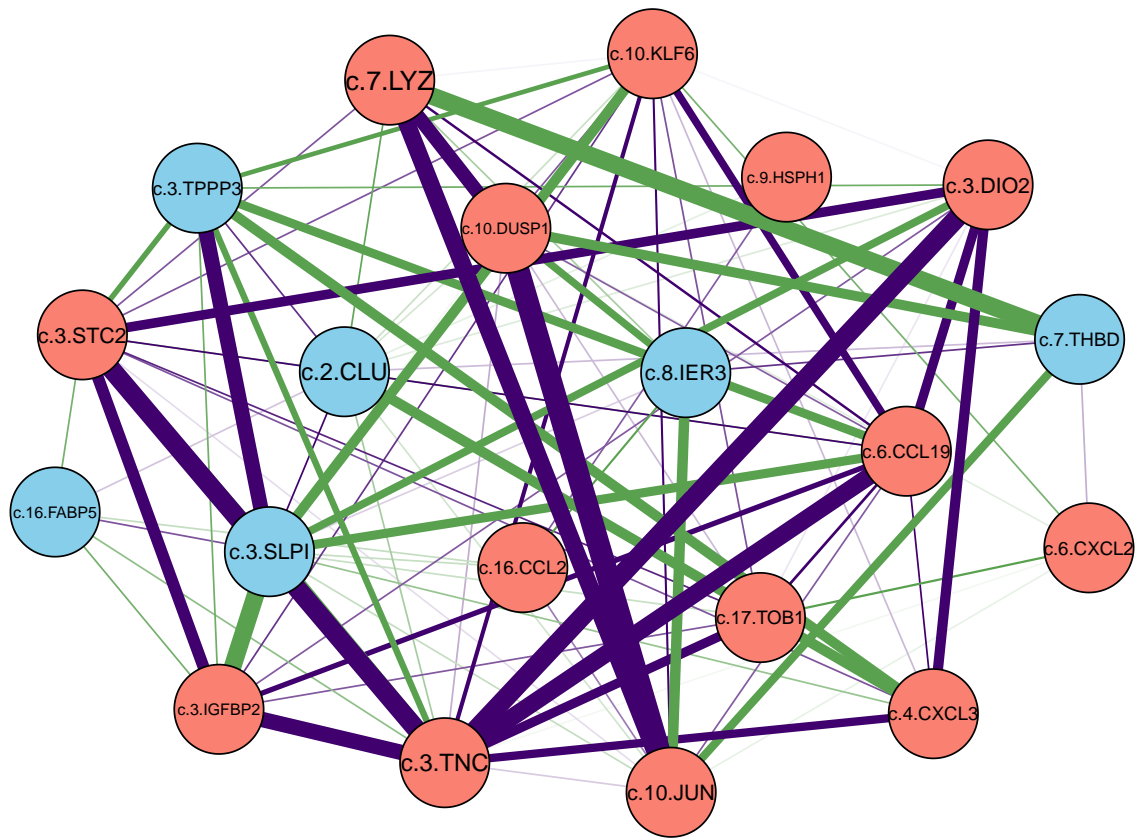 c.10.KLF6
c.7.LYZ
c.9.HSPH1
c.3.DIO2
c.3.TPPP3
c.10.DUSP1
c.3.STC2
c.7.THBD
c.2.CLU
c.8.IER3
c.6.CCL19
c.16.FABP5
c.6.CXCL2
c.3.SLPI
c.16.CCL2
c.17.TOB1
c.3.IGFBP2
c.4.CXCL3
c.3.TNC
c.10.JUN